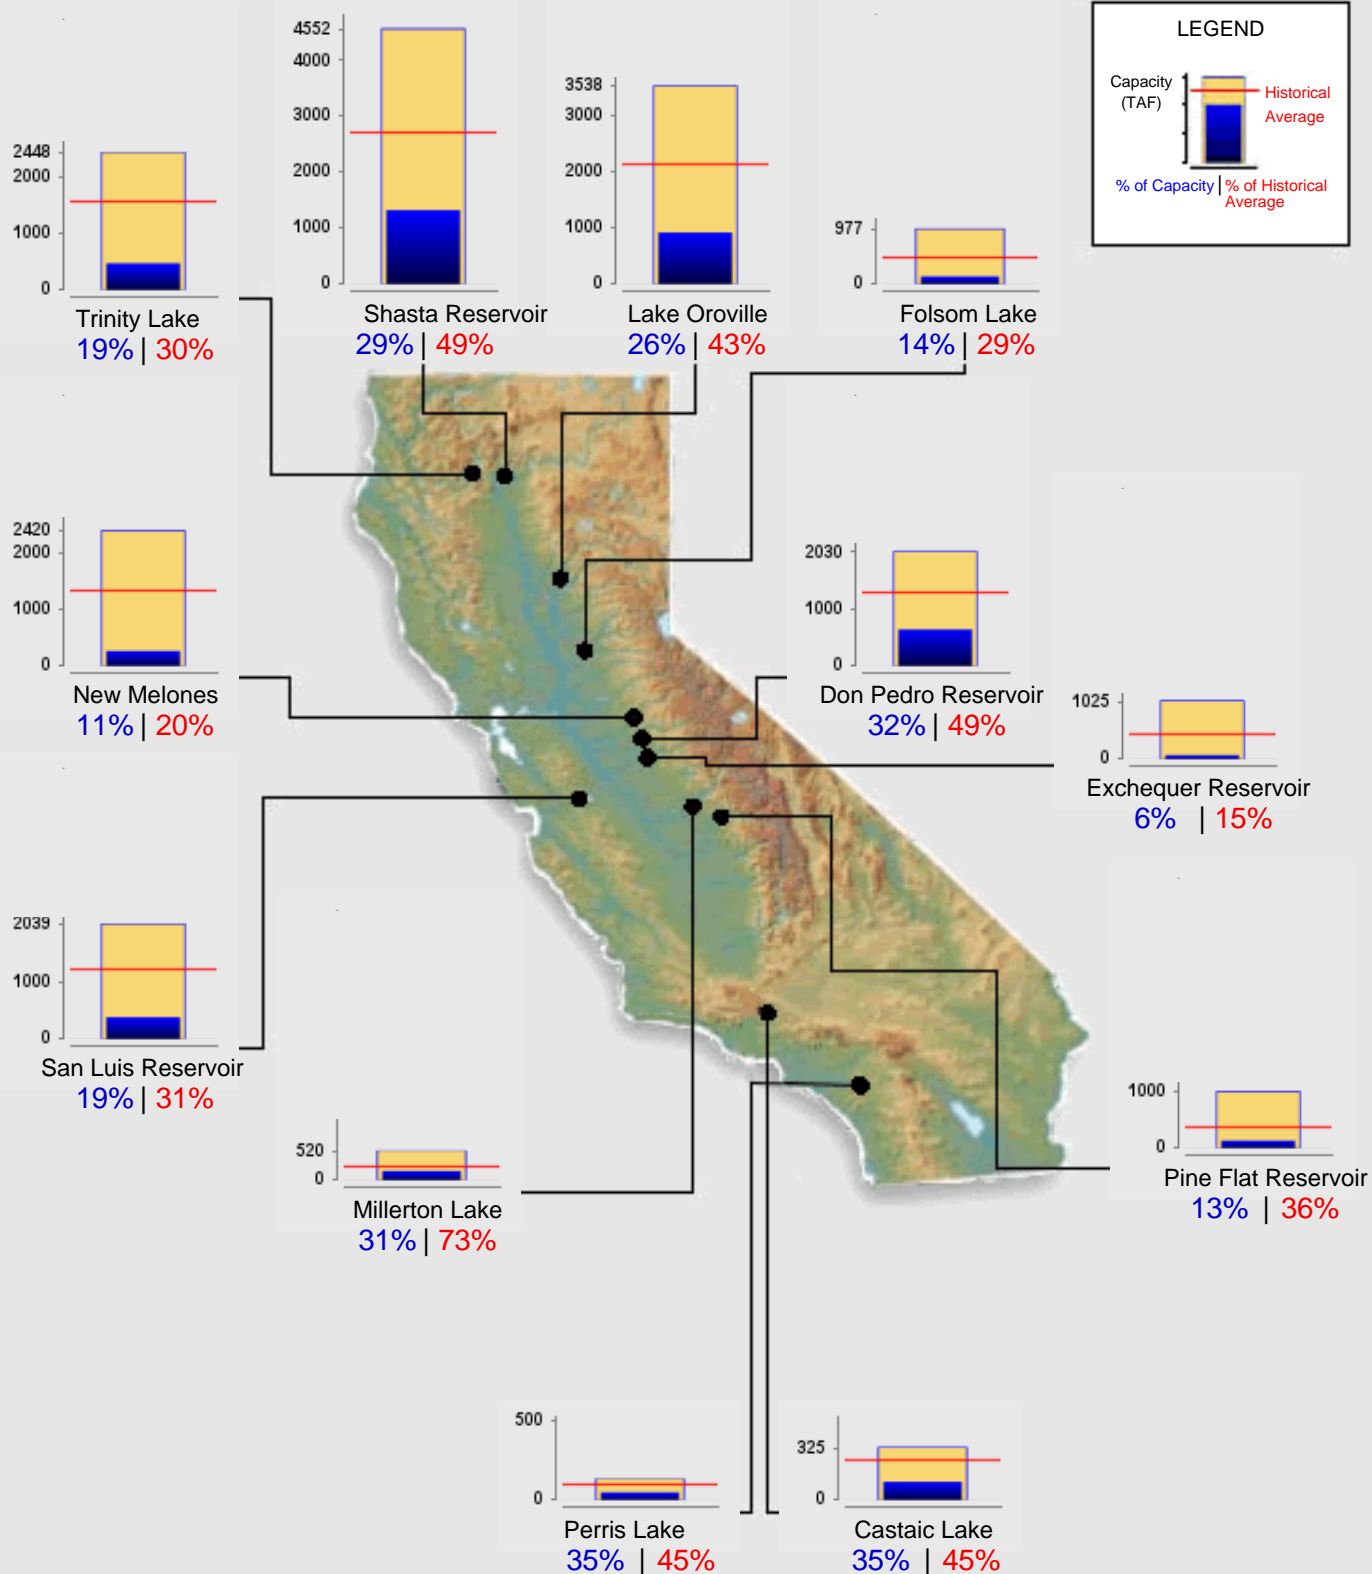 LEGEND
Capacity
(TAF)
Historical
Average
% of Capacity | % of Historical
Average
2448
2000
1000
0
Trinity Lake
19% | 30%
4552
4000
3000
2000
1000
0
Shasta Reservoir
29% | 49%
3538
3000
2000
1000
0
Lake Oroville
26% | 43%
977
0
Folsom Lake
14% | 29%
2420
2000
1000
0
New Melones
11% | 20%
2030
1000
0
Don Pedro Reservoir
32% | 49%
1025
0
Exchequer Reservoir
6% | 15%
2039
1000
0
San Luis Reservoir
19% | 31%
520
0
Millerton Lake
31% | 73%
1000
0
Pine Flat Reservoir
13% | 36%
500
0
Perris Lake
35% | 45%
325
0
Castaic Lake
35% | 45%